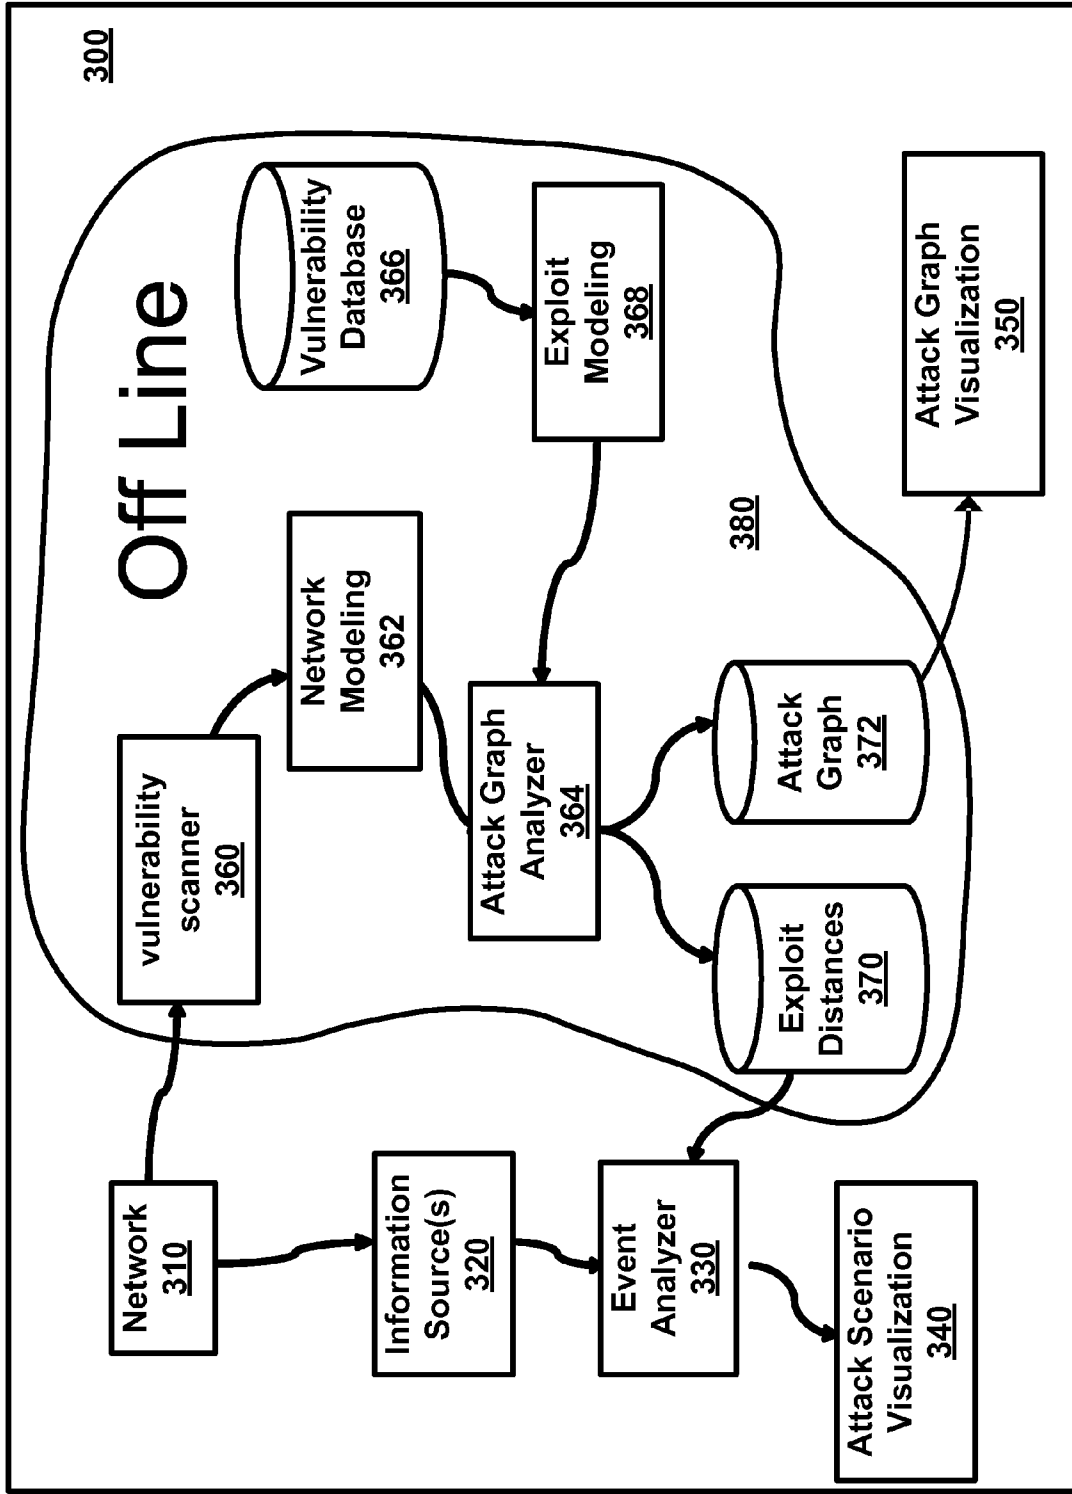 300
Off Line
Network
310
vulnerability
scanner
360
Vulnerability
Database
366
Network
Modeling
362
Information
Source(s)
320
Attack Graph
Analyzer
364
Exploit
Modeling
368
Event
Analyzer
330
Exploit
Distances
370
Attack
Graph
372
380
Attack Scenario
Visualization
340
Attack Graph
Visualization
350